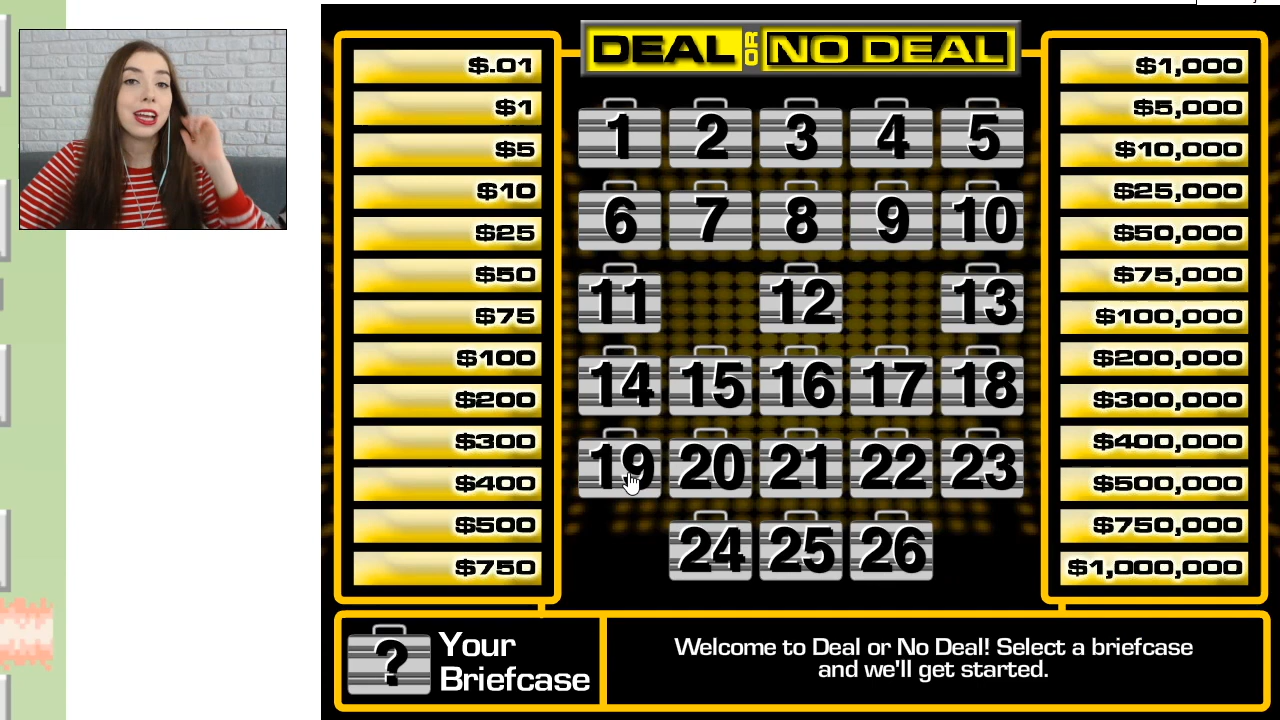 DEAL OR NO DEAL
$.01
$1
$5
$10
$25
$50
$75
$100
$200
$300
$400
$500
$750
1 2 3 4 5
6 7 8 9 10
11 12 13
14 15 16 17 18
19 20 21 22 23
24 25 26
$1,000
$5,000
$10,000
$25,000
$50,000
$75,000
$100,000
$200,000
$300,000
$400,000
$500,000
$750,000
$1,000,000
?
Your
Briefcase
Welcome to Deal or No Deal! Select a briefcase
and we'll get started.